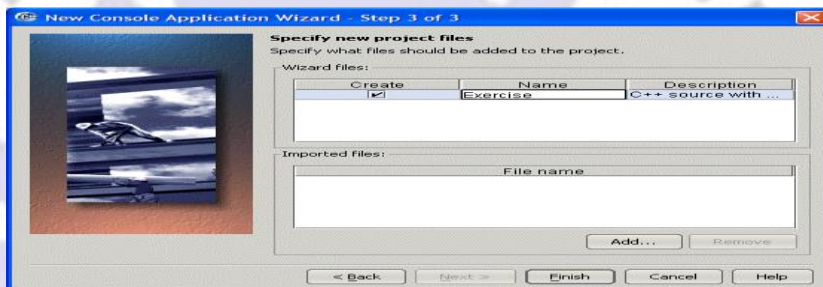 New Console Application Wizard - Step 3 of 3
Specify new project files
Specify what files should be added to the project.
Wizard files:
Create Name Description
Exercise C++ source with ...
Imported files:
File name
Add... Remove
< Back Next > Finish Cancel Help